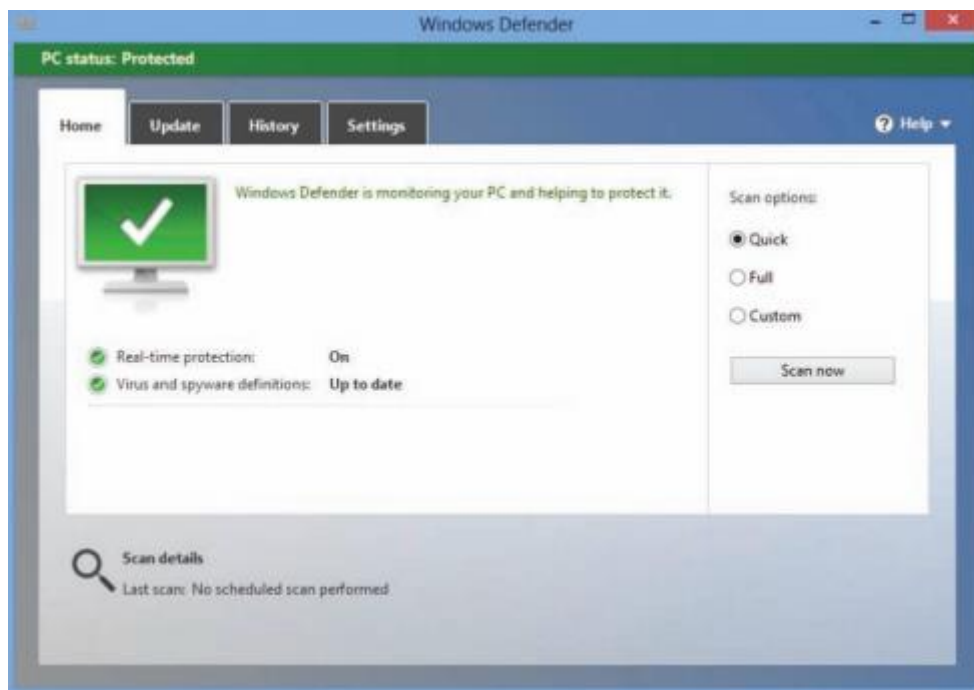 Windows Defender
PC status: Protected
Home
Update
History
Settings
Help
Windows Defender is monitoring your PC and helping to protect it.
Real-time protection: On
Virus and spyware definitions: Up to date
Scan options:
Quick
Full
Custom
Scan now
Scan details
Last scan: No scheduled scan performed